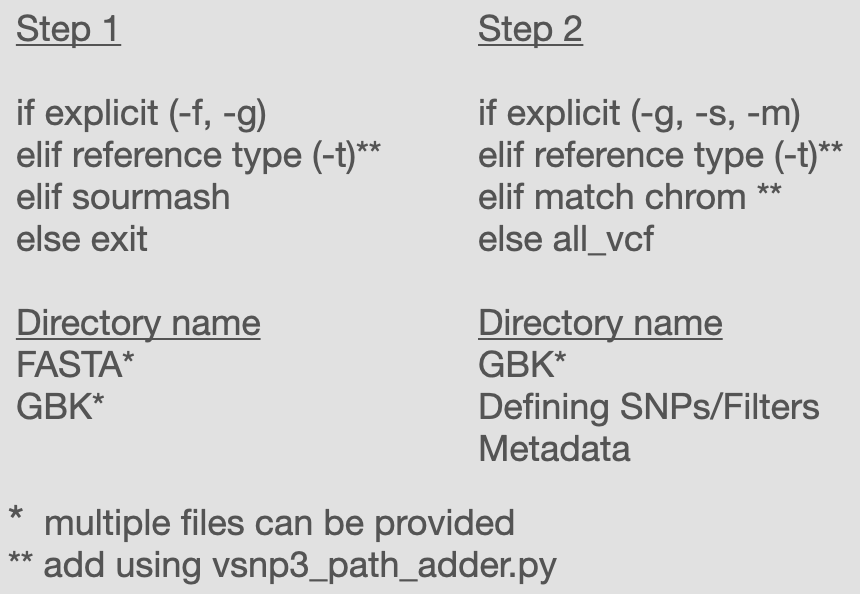 Step 1
if explicit (-f, -g)
elif reference type (-t)**
elif sourmash
else exit
Directory name
FASTA*
GBK*
Step 2
if explicit (-g, -s, -m)
elif reference type (-t)**
elif match chrom **
else all_vcf
Directory name
GBK*
Defining SNPs/Filters
Metadata
* multiple files can be provided
** add using vsnp3_path_adder.py